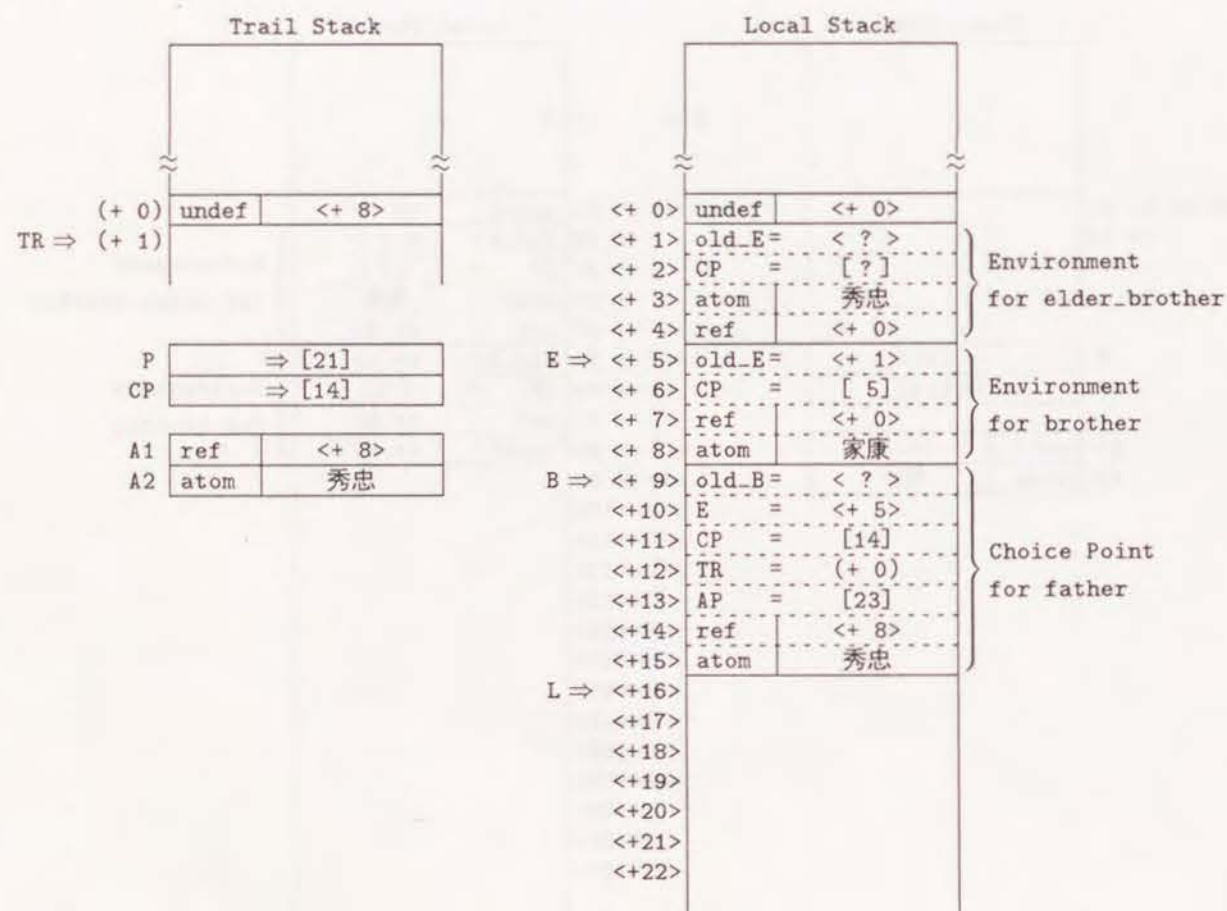 Trail Stack
(+ 0) undef <+ 8>
TR ⇒ (+ 1)
P ⇒ [21]
CP ⇒ [14]
A1 ref <+ 8>
A2 atom 秀忠
Local Stack
<+ 0> undef <+ 0>
<+ 1> old_E= < ? >
<+ 2> CP = [ ? ]
<+ 3> atom 秀忠
<+ 4> ref <+ 0>
Environment
for elder_brother
E ⇒ <+ 5> old_E= <+ 1>
<+ 6> CP = [ 5]
<+ 7> ref <+ 0>
<+ 8> atom 家康
Environment
for brother
B ⇒ <+ 9> old_B= < ? >
<+10> E = <+ 5>
<+11> CP = [14]
<+12> TR = (+ 0)
<+13> AP = [23]
<+14> ref <+ 8>
<+15> atom 秀忠
Choice Point
for father
L ⇒ <+16>
<+17>
<+18>
<+19>
<+20>
<+21>
<+22>